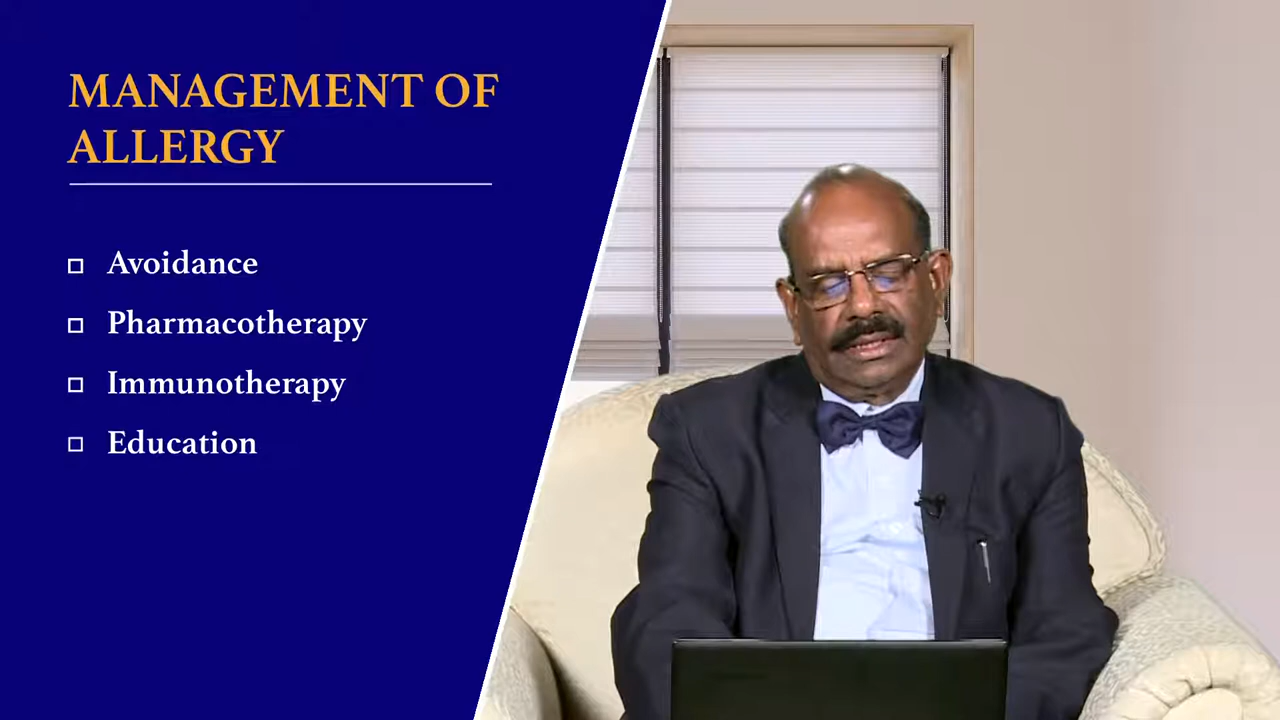 MANAGEMENT OF
ALLERGY
Avoidance
Pharmacotherapy
Immunotherapy
Education